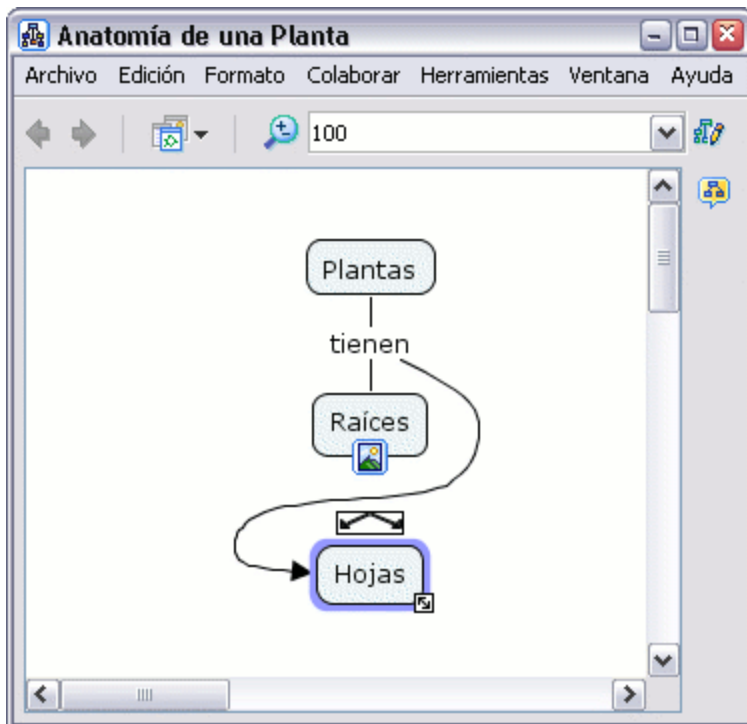 Anatomía de una Planta
Archivo Edición Formato Colaborar Herramientas Ventana Ayuda
100
Plantas
tienen
Raíces
Hojas